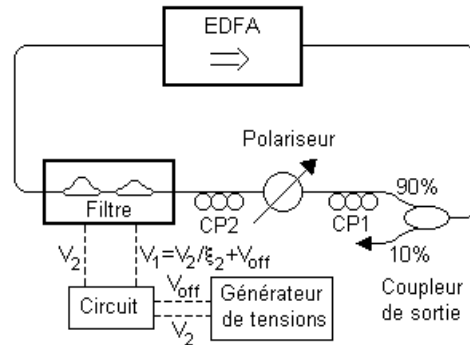 EDFA
⇒
Polariseur
90%
Filtre
CP2
CP1
10%
V₂
V₁=V₂/ξ₂+Voff
Coupleur
de sortie
Circuit
Voff
V₂
Générateur
de tensions